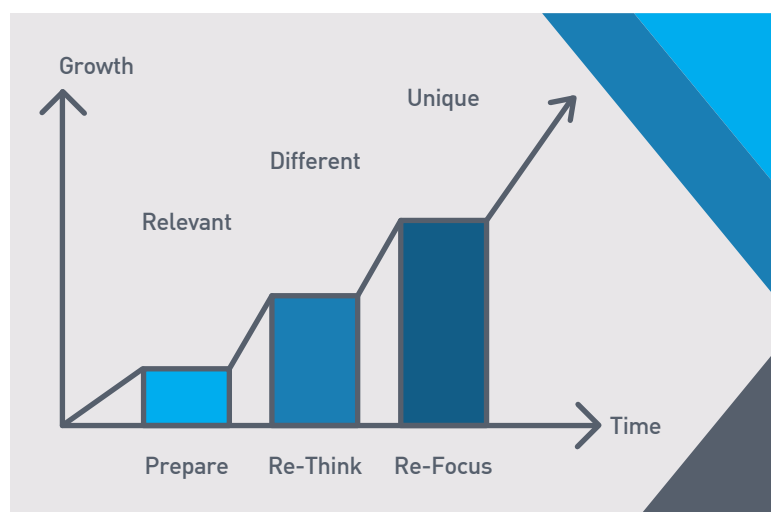 Growth
Unique
Different
Relevant
Time
Prepare Re-Think Re-Focus